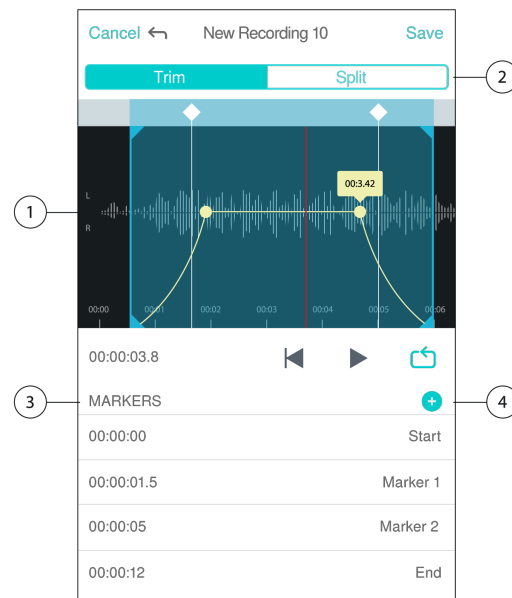 Cancel New Recording 10 Save
Trim Split
2
00:3.42
1
L
R
00:00 00:01 00:02 00:03 00:04 00:05 00:06
00:00:03.8
3
MARKERS
4
00:00:00 Start
00:00:01.5 Marker 1
00:00:05 Marker 2
00:00:12 End